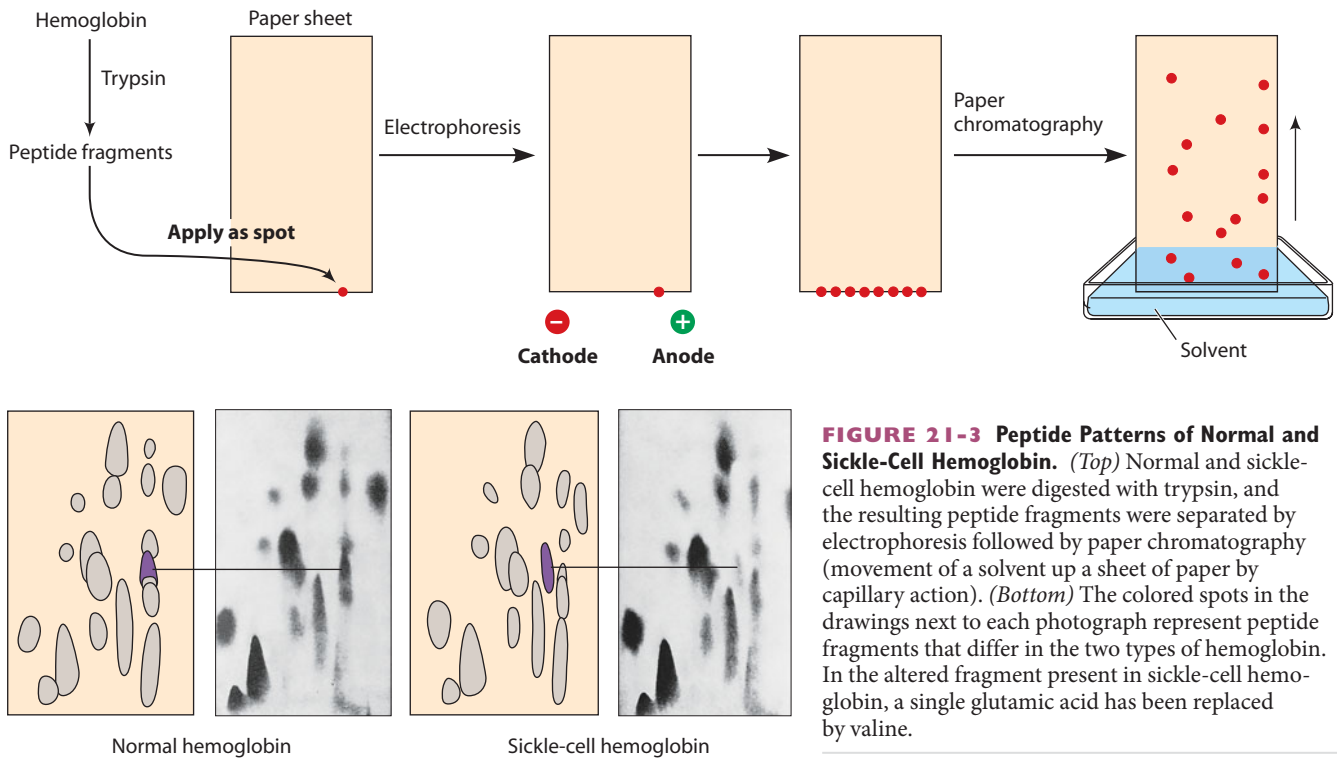 Hemoglobin
Trypsin
Peptide fragments
Apply as spot
Paper sheet
Electrophoresis
−
Cathode
+
Anode
Paper
chromatography
Solvent
Normal hemoglobin
Sickle-cell hemoglobin
FIGURE 21-3 Peptide Patterns of Normal and
Sickle-Cell Hemoglobin. (Top) Normal and sickle-
cell hemoglobin were digested with trypsin, and
the resulting peptide fragments were separated by
electrophoresis followed by paper chromatography
(movement of a solvent up a sheet of paper by
capillary action). (Bottom) The colored spots in the
drawings next to each photograph represent peptide
fragments that differ in the two types of hemoglobin.
In the altered fragment present in sickle-cell hemo-
globin, a single glutamic acid has been replaced
by valine.